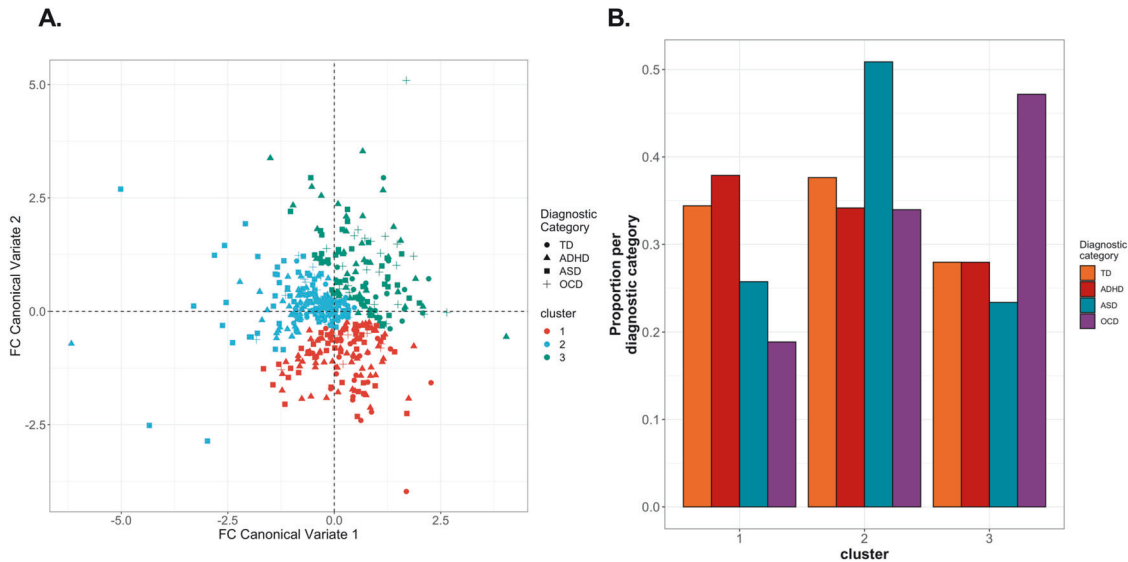 A.
5.0
2.5
0.0
-2.5
FC Canonical Variate 2
-5.0
-2.5
0.0
2.5
FC Canonical Variate 1
Diagnostic
Category
TD
ADHD
ASD
OCD
cluster
1
2
3
B.
0.5
0.4
0.3
0.2
0.1
0.0
Proportion per
diagnostic category
1
2
3
cluster
Diagnostic
category
TD
ADHD
ASD
OCD